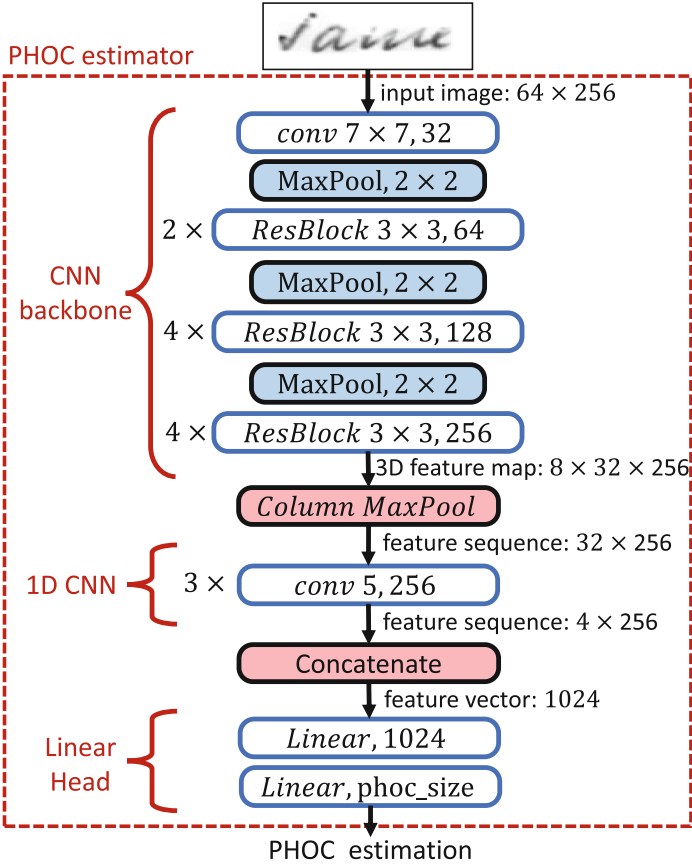 same
PHOC estimator
input image: 64 × 256
conv 7 × 7, 32
MaxPool, 2 × 2
2 × ResBlock 3 × 3, 64
CNN
backbone
MaxPool, 2 × 2
4 × ResBlock 3 × 3, 128
MaxPool, 2 × 2
4 × ResBlock 3 × 3, 256
3D feature map: 8 × 32 × 256
Column MaxPool
feature sequence: 32 × 256
1D CNN
3 × conv 5, 256
feature sequence: 4 × 256
Concatenate
feature vector: 1024
Linear
Head
Linear, 1024
Linear, phoc_size
PHOC estimation